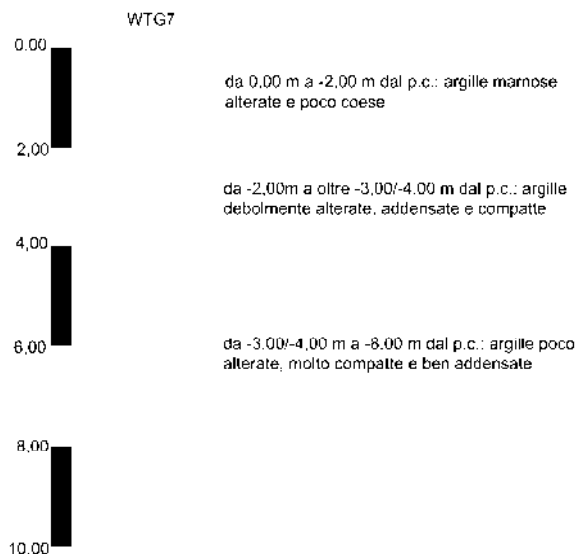 WTG7
0.00
da 0,00 m a -2,00 m dal p.c.: argille marnose
alterate e poco coese
2,00
da -2,00m a oltre -3,00/-4.00 m dal p.c.: argille
debolmente alterate, addensate e compatte
4,00
6,00
da -3.00/-4,00 m a -8.00 m dal p.c.: argille poco
alterate, molto compatte e ben addensate
8,00
10.00